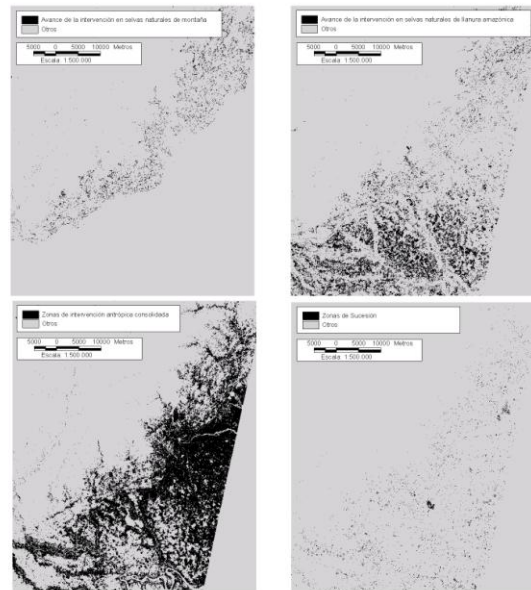 Avance de la intervención en selvas naturales de montaña
Otros
5000 0 5000 10000 Metros
Escala 1:500.000
Avance de la intervención en selvas naturales de llanura amazónica
Otros
5000 0 5000 10000 Metros
Escala 1:500.000
Zonas de intervención antrópica consolidada
Otros
5000 0 5000 10000 Metros
Escala 1:500.000
Zonas de Sucesión
Otros
5000 0 5000 10000 Metros
Escala 1:500.000